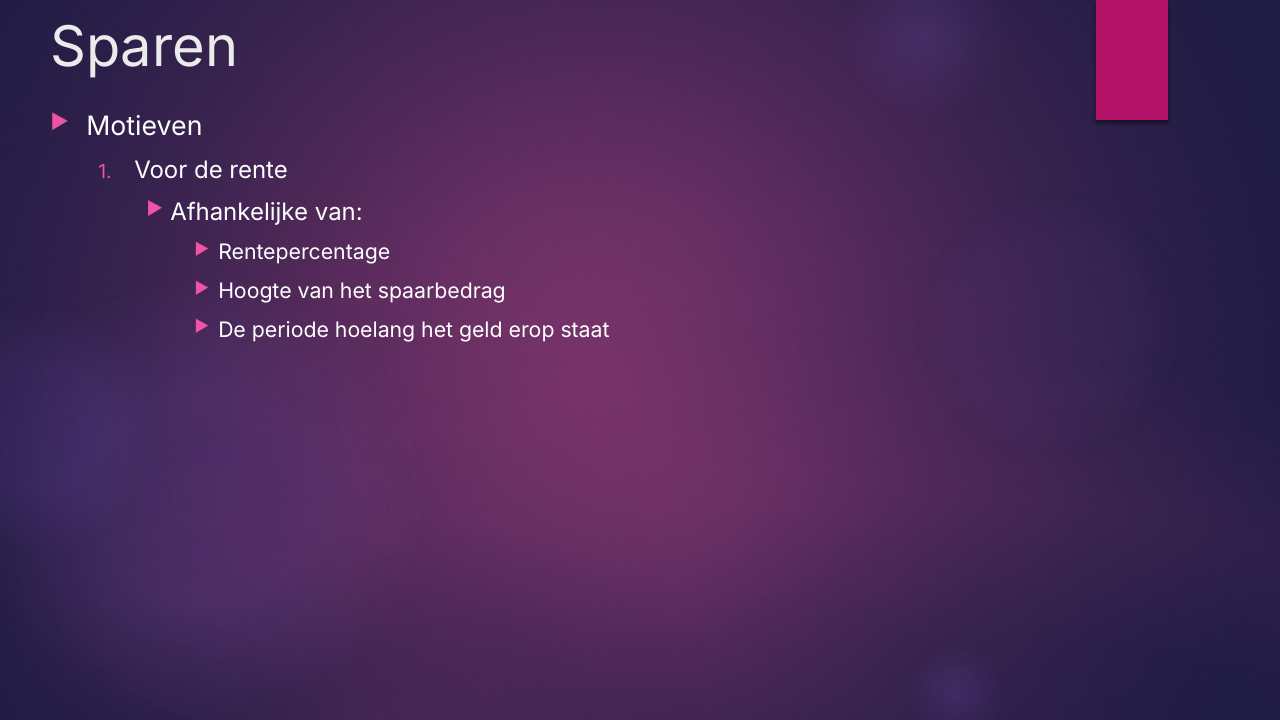 Sparen
Motieven
1. Voor de rente
Afhankelijke van:
Rentepercentage
Hoogte van het spaarbedrag
De periode hoelang het geld erop staat